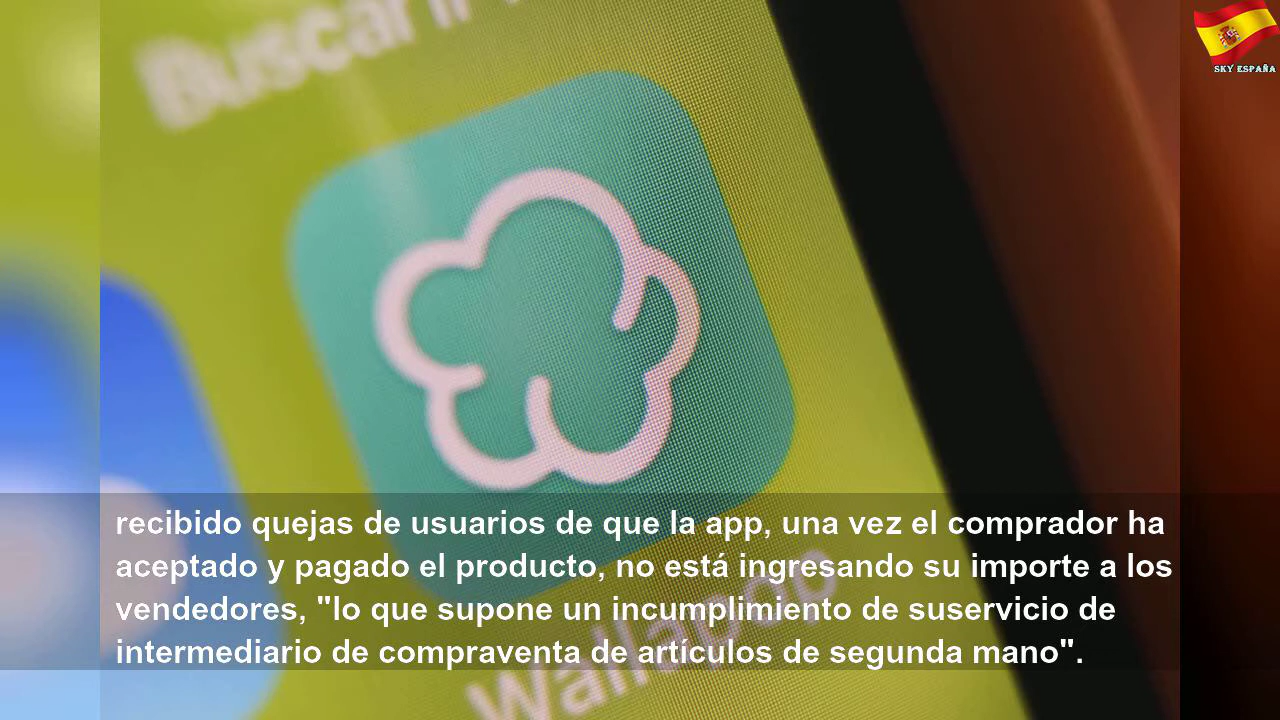 SKY ESPAÑA
Buscar
recibido quejas de usuarios de que la app, una vez el comprador ha
aceptado y pagado el producto, no está ingresando su importe a los
vendedores, "lo que supone un incumplimiento de suservicio de
intermediario de compraventa de artículos de segunda mano".
Wallapop